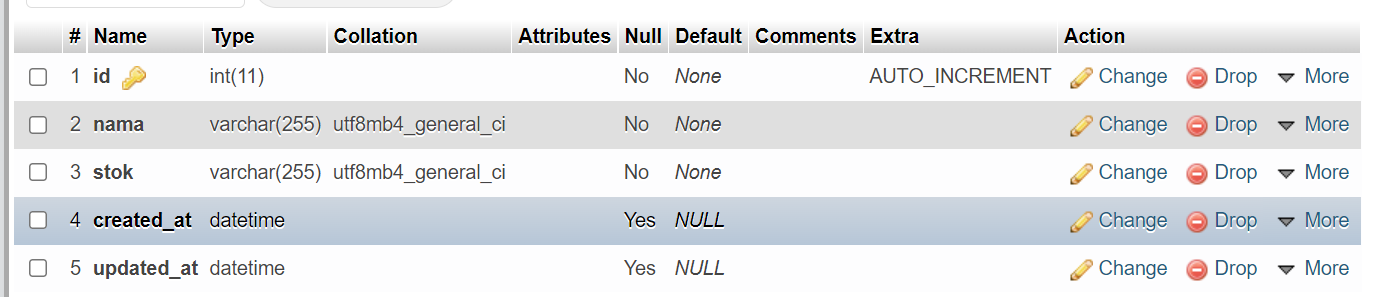 # Name Type Collation Attributes Null Default Comments Extra Action
1 id int(11) No None AUTO_INCREMENT Change Drop More
2 nama varchar(255) utf8mb4_general_ci No None Change Drop More
3 stok varchar(255) utf8mb4_general_ci No None Change Drop More
4 created_at datetime Yes NULL Change Drop More
5 updated_at datetime Yes NULL Change Drop More